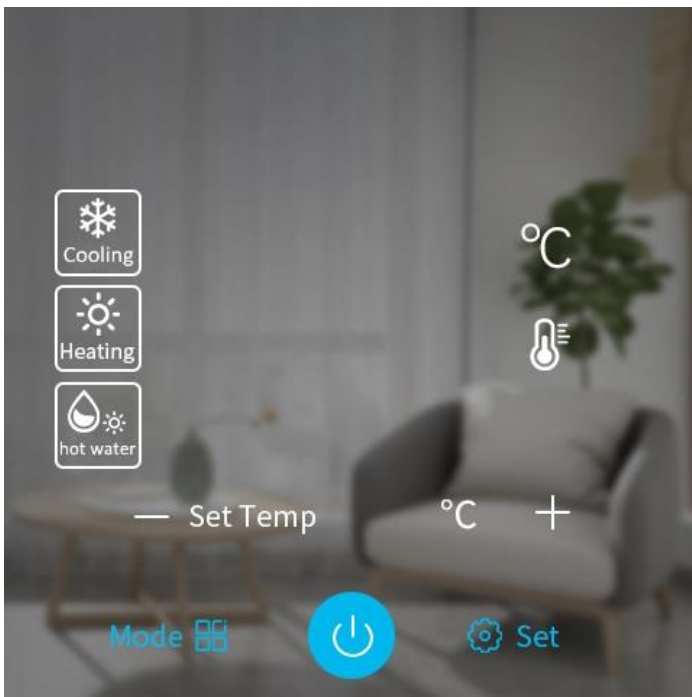 Cooling
°C
Heating
hot water
— Set Temp °C +
Mode
Set